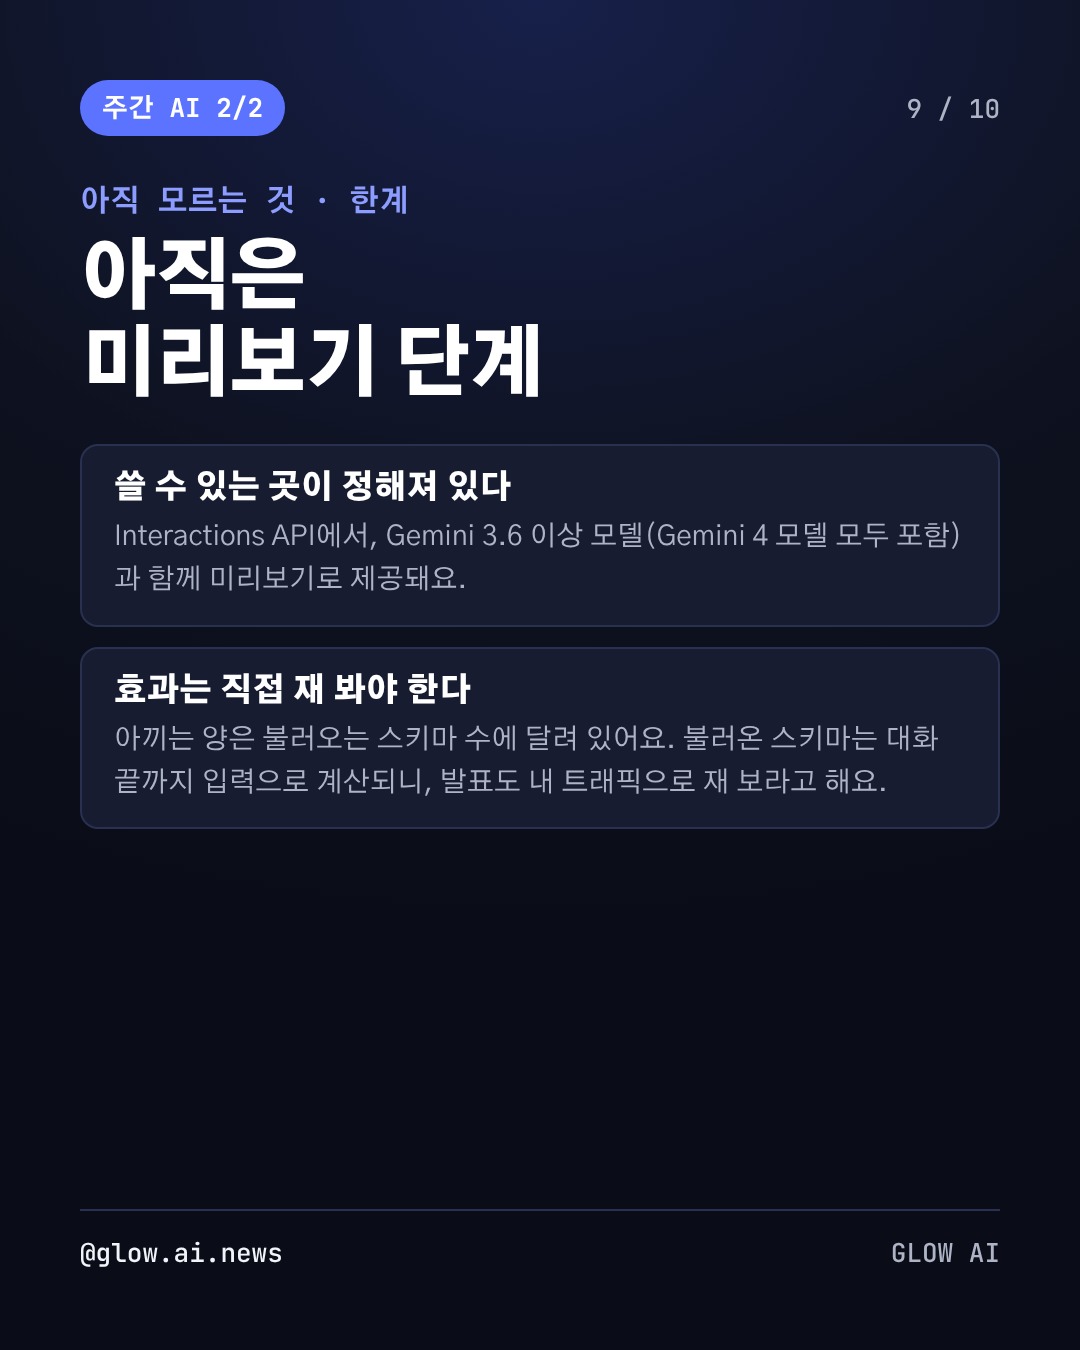 주간 AI 2/2
9 / 10
아직 모르는 것 · 한계
아직은
미리보기 단계
쓸 수 있는 곳이 정해져 있다
Interactions API에서, Gemini 3.6 이상 모델(Gemini 4 모델 모두 포함)
과 함께 미리보기로 제공돼요.
효과는 직접 재 봐야 한다
아끼는 양은 불러오는 스키마 수에 달려 있어요. 불러온 스키마는 대화
끝까지 입력으로 계산되니, 발표도 내 트래픽으로 재 보라고 해요.
@glow.ai.news
GLOW AI